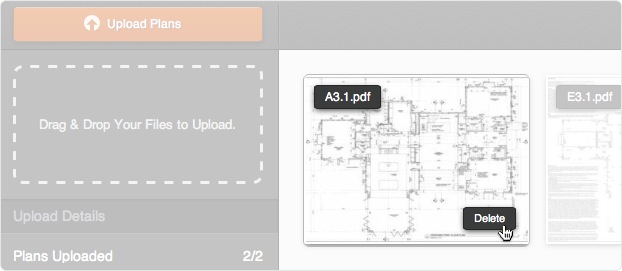 Upload Plans
Drag & Drop Your Files to Upload.
Upload Details
Plans Uploaded 2/2
A3.1.pdf
Delete
E3.1.pdf